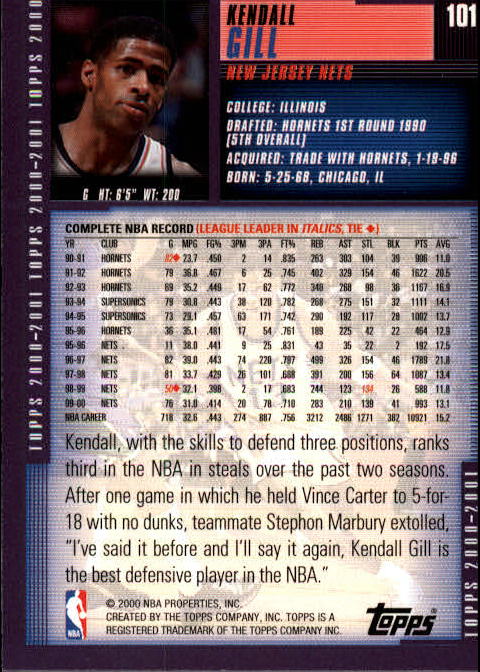 KENDALL
GILL
NEW JERSEY NETS
101
COLLEGE: ILLINOIS
DRAFTED: HORNETS 1ST ROUND 1990
(5TH OVERALL)
ACQUIRED: TRADE WITH HORNETS, 1-19-96
BORN: 5-25-68, CHICAGO, IL
G HT: 6'5" WT: 200
COMPLETE NBA RECORD (LEAGUE LEADER IN ITALICS, TIE ♦)
YR CLUB G MPG FG% 3PM 3PA FT% REB AST STL BLK PTS AVG
90-91 HORNETS 82♦ 23.7 .450 2 14 .835 263 303 104 39 906 11.0
91-92 HORNETS 79 36.8 .467 6 25 .745 402 329 154 46 1622 20.5
92-93 HORNETS 69 35.2 .449 17 62 .772 340 268 98 36 1167 16.9
93-94 SUPERSONICS 79 30.8 .443 38 120 .782 268 275 151 32 1111 14.1
94-95 SUPERSONICS 73 29.1 .457 63 171 .742 290 192 117 28 1002 13.7
95-96 HORNETS 36 35.1 .481 17 54 .761 189 225 42 22 464 12.9
95-96 NETS 11 38.0 .441 9 25 .831 43 35 22 2 192 17.5
96-97 NETS 82 39.0 .443 74 220 .797 499 326 154 46 1789 21.8
97-98 NETS 81 33.7 .429 26 101 .688 391 200 156 64 1087 13.4
98-99 NETS 50♦ 32.1 .398 2 17 .683 244 123 134 26 588 11.8
99-00 NETS 76 31.0 .414 20 78 .710 283 210 139 41 993 13.1
NBA CAREER 718 32.6 .443 274 887 .756 3212 2486 1271 382 10921 15.2
Kendall, with the skills to defend three positions, ranks
third in the NBA in steals over the past two seasons.
After one game in which he held Vince Carter to 5-for-
18 with no dunks, teammate Stephon Marbury extolled,
"I've said it before and I'll say it again, Kendall Gill is
the best defensive player in the NBA."
© 2000 NBA PROPERTIES, INC.
CREATED BY THE TOPPS COMPANY, INC. TOPPS IS A
REGISTERED TRADEMARK OF THE TOPPS COMPANY INC.
NBA
TOPPS
TOPPS 2000-2001 TOPPS 2000-2001 TOPPS 2000
TOPPS 2000-2001